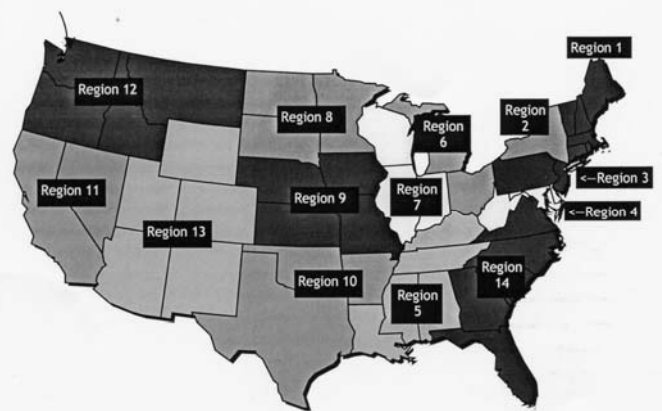 Region 1
Region 12
Region 2
Region 8
Region
6
<--Region 3
Region 11
Region 9
Region
7
<--Region 4
Region 13
Region 10
Region
14
Region
5